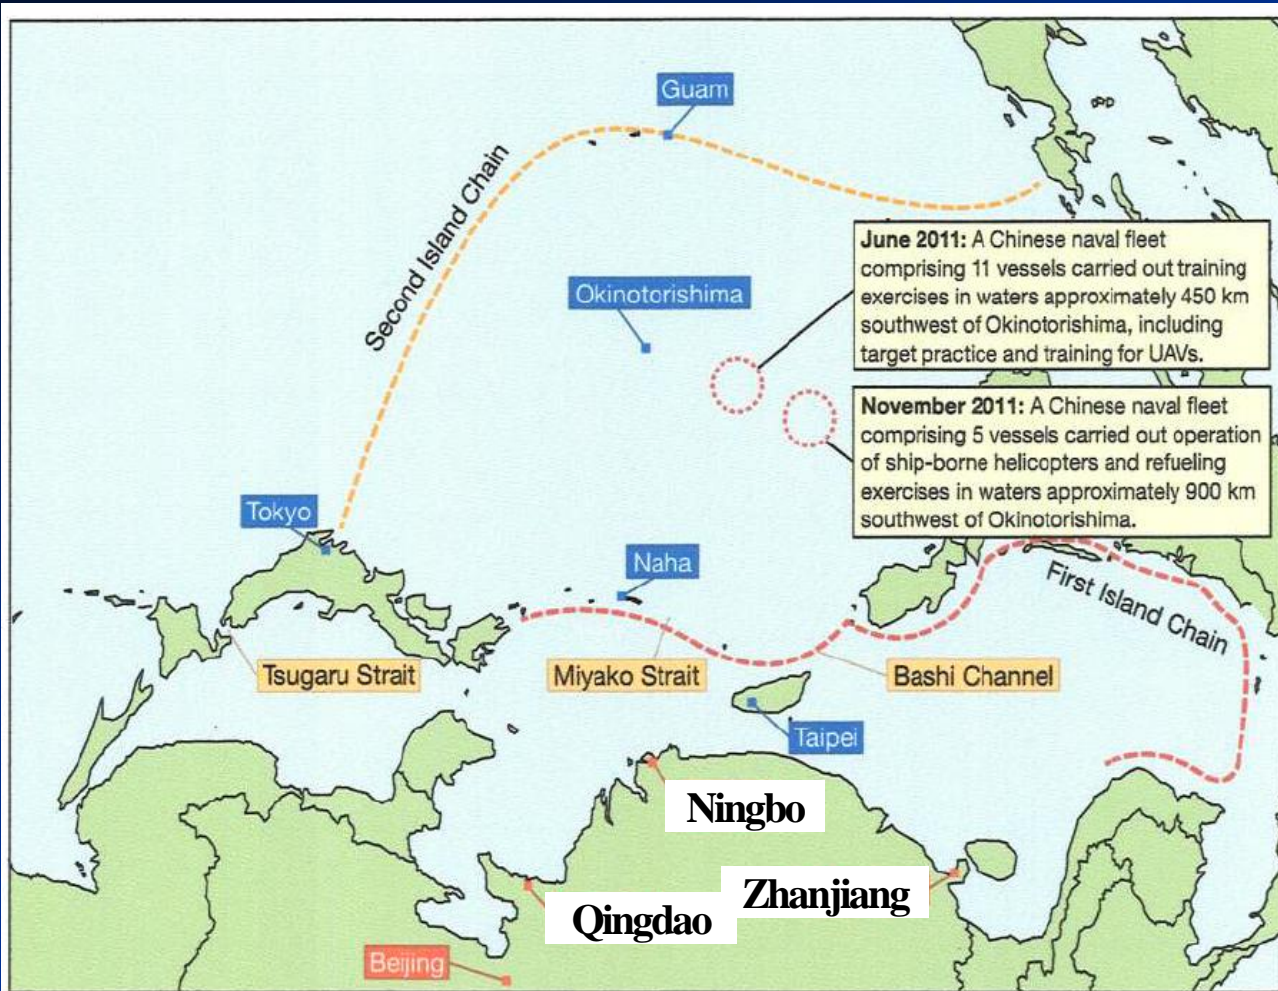 Guam
Second Island Chain
June 2011: A Chinese naval fleet
comprising 11 vessels carried out training
exercises in waters approximately 450 km
southwest of Okinotorishima, including
target practice and training for UAVs.
Okinotorishima
November 2011: A Chinese naval fleet
comprising 5 vessels carried out operation
of ship-borne helicopters and refueling
exercises in waters approximately 900 km
southwest of Okinotorishima.
Tokyo
Naha
First Island Chain
Tsugaru Strait
Miyako Strait
Bashi Channel
Taipei
Ningbo
Zhanjiang
Qingdao
Beijing